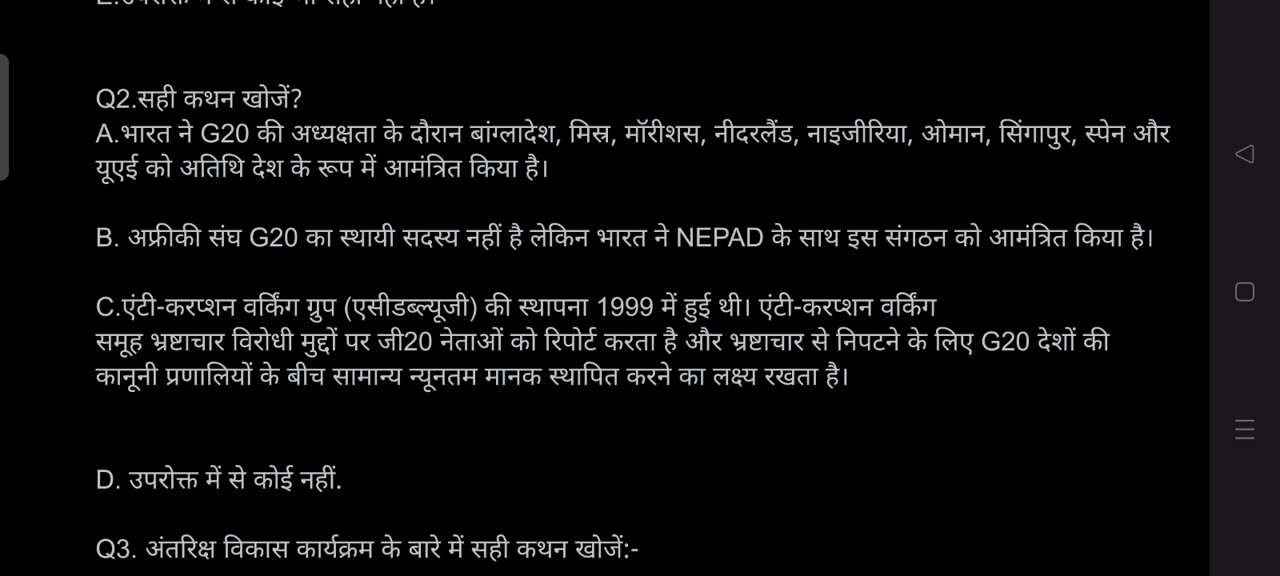 Q2.सही कथन खोजें?
A.भारत ने G20 की अध्यक्षता के दौरान बांग्लादेश, मिस्र, मॉरीशस, नीदरलैंड, नाइजीरिया, ओमान, सिंगापुर, स्पेन और
यूएई को अतिथि देश के रूप में आमंत्रित किया है।
B. अफ्रीकी संघ G20 का स्थायी सदस्य नहीं है लेकिन भारत ने NEPAD के साथ इस संगठन को आमंत्रित किया है।
C.एंटी-करप्शन वर्किंग ग्रुप (एसीडब्ल्यूजी) की स्थापना 1999 में हुई थी। एंटी-करप्शन वर्किंग
समूह भ्रष्टाचार विरोधी मुद्दों पर जी20 नेताओं को रिपोर्ट करता है और भ्रष्टाचार से निपटने के लिए G20 देशों की
कानूनी प्रणालियों के बीच सामान्य न्यूनतम मानक स्थापित करने का लक्ष्य रखता है।
D. उपरोक्त में से कोई नहीं.
Q3. अंतरिक्ष विकास कार्यक्रम के बारे में सही कथन खोजें:-